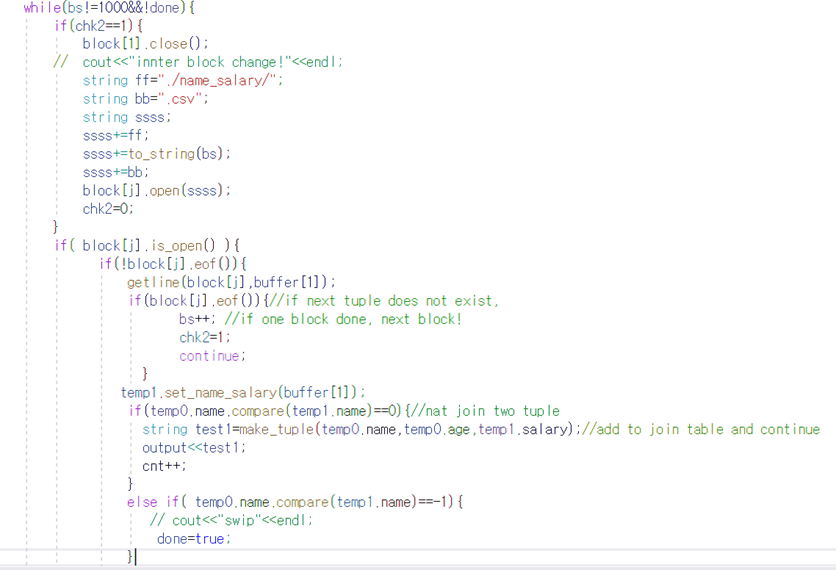 while(bs!=1000&&!done){
if(chk2==1){
block[1].close();
// cout<<"innter block change!"<<endl;
string ff="./name_salary/";
string bb=".csv";
string ssss;
ssss+=ff;
ssss+=to_string(bs);
ssss+=bb;
block[j].open(ssss);
chk2=0;
}
if( block[j].is_open() ){
if(!block[j].eof()){
getline(block[j],buffer[1]);
if(block[j].eof()){//if next tuple does not exist,
bs++; //if one block done, next block!
chk2=1;
continue;
}
temp1.set_name_salary(buffer[1]);
if(temp0.name.compare(temp1.name)==0){//nat join two tuple
string test1=make_tuple(temp0.name,temp0.age,temp1.salary);//add to join table and continue
output<<test1;
cnt++;
}
else if( temp0.name.compare(temp1.name)==-1){
// cout<<"swip"<<endl;
done=true;
}